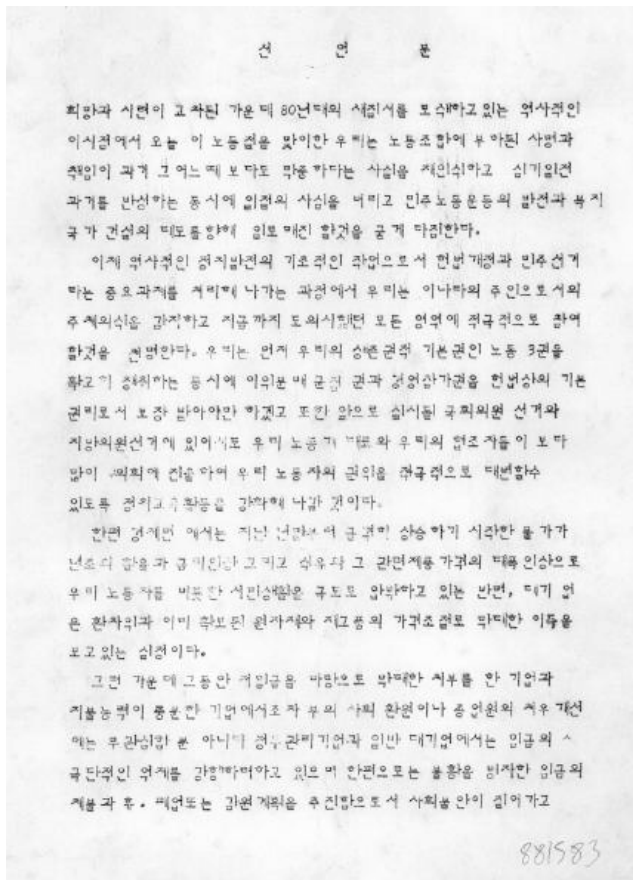 선 언 문
희망과 시련이 교차된 가운데 80년대의 새질서를 모색하고있는 역사적인
이시점에서 오늘 이 노동절을 맞이한 우리는 노동조합에 부하된 사명과
책임이 과거 그어느때 보다도 막중하다는 사실을 재인식하고 심기일전
과거를 반성하는 동시에 일절의 사심을 버리고 민주노동운동의 발전과 복지
국가 건설의 대도를향해 일로매진 할것을 굳게 다짐한다.
이제 역사적인 정치발전의 기초적인 작업으로서 헌법개정과 민주선거
라는 중요과제를 처리해 나가는 과정에서 우리는 이나라의 주인으로서의
주체의식을 감직하고 지금까지 도외시했던 모든 영역에 적극적으로 참여
할것을 천명한다. 우리는 먼저 우리의 생존권적 기본권인 노동 3권을
확고히 쟁취하는 동시에 이윤분배 균점 권과 경영참가권을 헌법상의 기본
권리로서 보장 받아야만 하겠고 또한 앞으로 실시될 국회의원 선거와
지방의원선거에 있어서도 우리 노동계 대표와 우리의 협조자들이 보다
많이 의회에 진출하여 우리 노동자의 권익을 적극적으로 대변할수
있도록 정치교육활동을 강화해 나갈 것이다.
한편 경제면 에서는 지난 연말부터 급격히 상승하기 시작한 물가가
년초의 환율과 금리인상 그리고 석유와 그 관련제품가격의 대폭인상으로
우리 노동자를 비롯한 서민생활은 극도로 압박하고 있는 반면, 대기 업
은 환차익과 이미 확보된 원자재와 재고품의 가격조절로 막대한 이득을
보고있는 실정이다.
그런 가운데 그동안 저임금을 바탕으로 막대한 치부를 한 기업과
지불능력이 충분한 기업에서조차 부의 사회 환원이나 종업원의 처우개선
에는 무관심할 뿐 아니라 정부관리기업과 일반 대기업에서는 임금의
극단적인 억제를 강행하려하고 있으며 한편으로는 불황을 빙자한 임금의
체불과 휴. 폐업또는 감원계획을 추진함으로서 사회불안이 짙어가고
881583